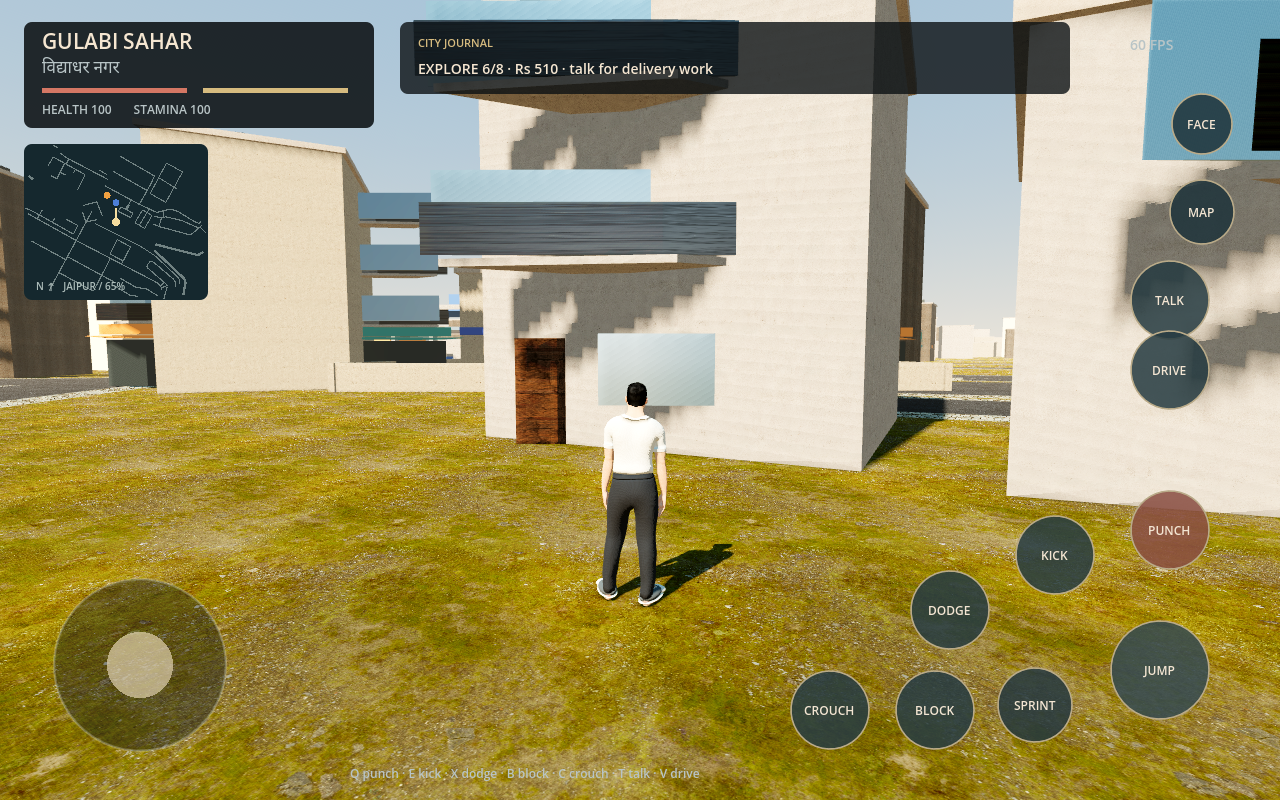 GULABI SAHAR
विद्याधर नगर
HEALTH 100 STAMINA 100
CITY JOURNAL
EXPLORE 6/8 · Rs 510 · talk for delivery work
60 FPS
FACE
MAP
N ↑ JAIPUR / 65%
TALK
DRIVE
PUNCH
KICK
DODGE
JUMP
CROUCH
BLOCK
SPRINT
Q punch · E kick · X dodge · B block · C crouch · T talk · V drive